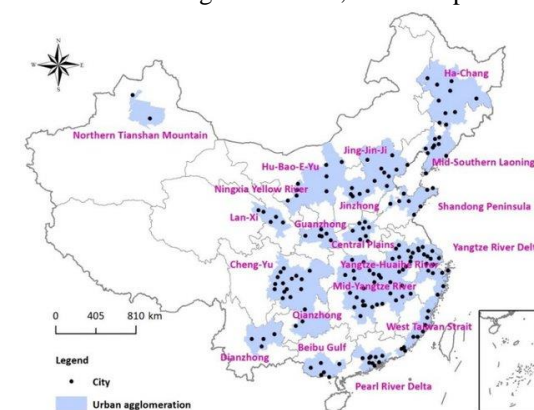 N
W
E
S
Ha-Chang
Northern Tianshan Mountain
Jing-Jin-Ji
Mid-Southern Laoning
Hu-Bao-E-Yu
Ningxia Yellow River
Jinzhong
Shandong Peninsula
Lan-Xi
Guanzhong
Central Plains
Yangtze River Delt
Cheng-Yu
Yangtze-Huaihe River
Mid-Yangtze River
Qianzhong
West Taiwan Strait
Dianzhong
Beibu Gulf
Pearl River Delta
0 405 810 km
Legend
City
Urban agglomeration